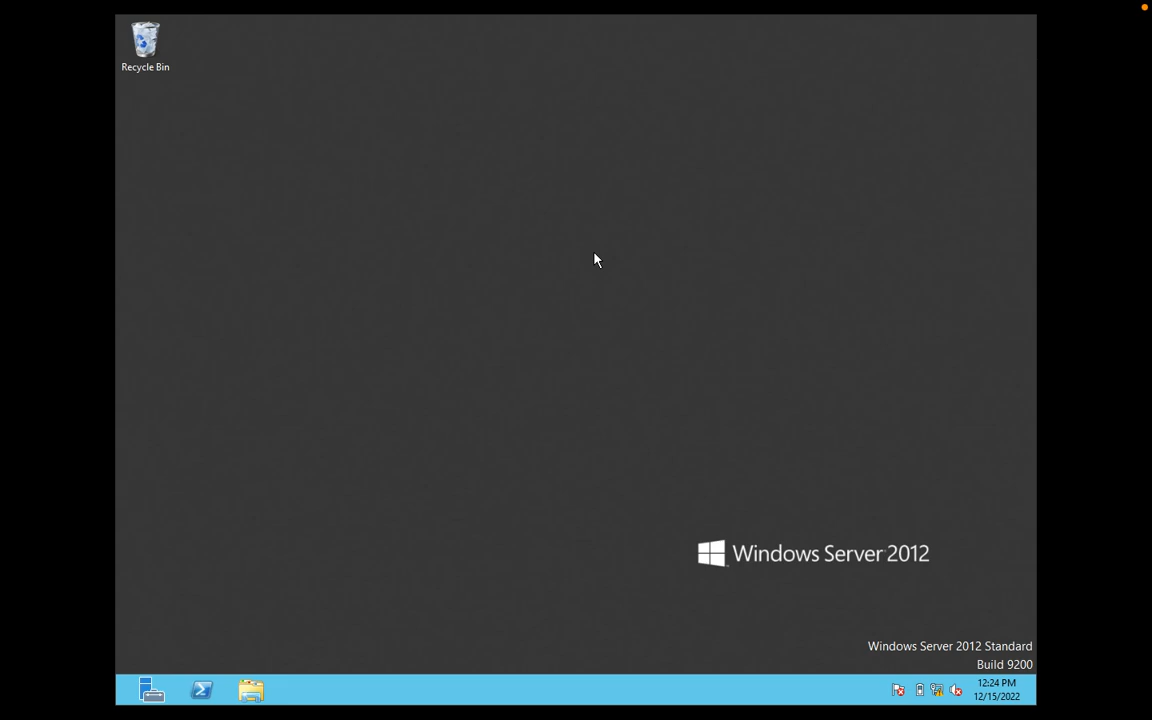 Recycle Bin
Windows Server 2012
Windows Server 2012 Standard
Build 9200
12:24 PM
12/15/2022